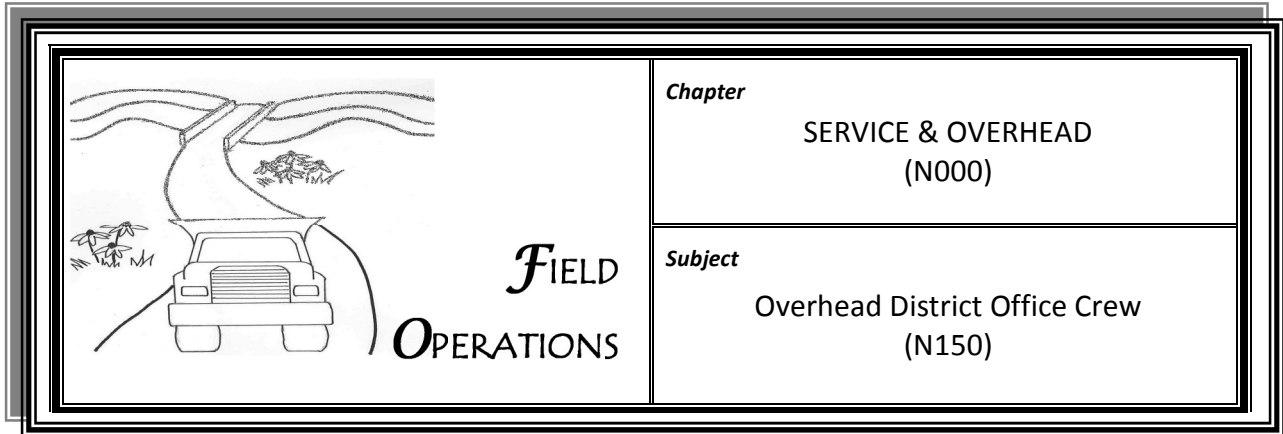 FIELD
OPERATIONS
Chapter
SERVICE & OVERHEAD
(N000)
Subject
Overhead District Office Crew
(N150)